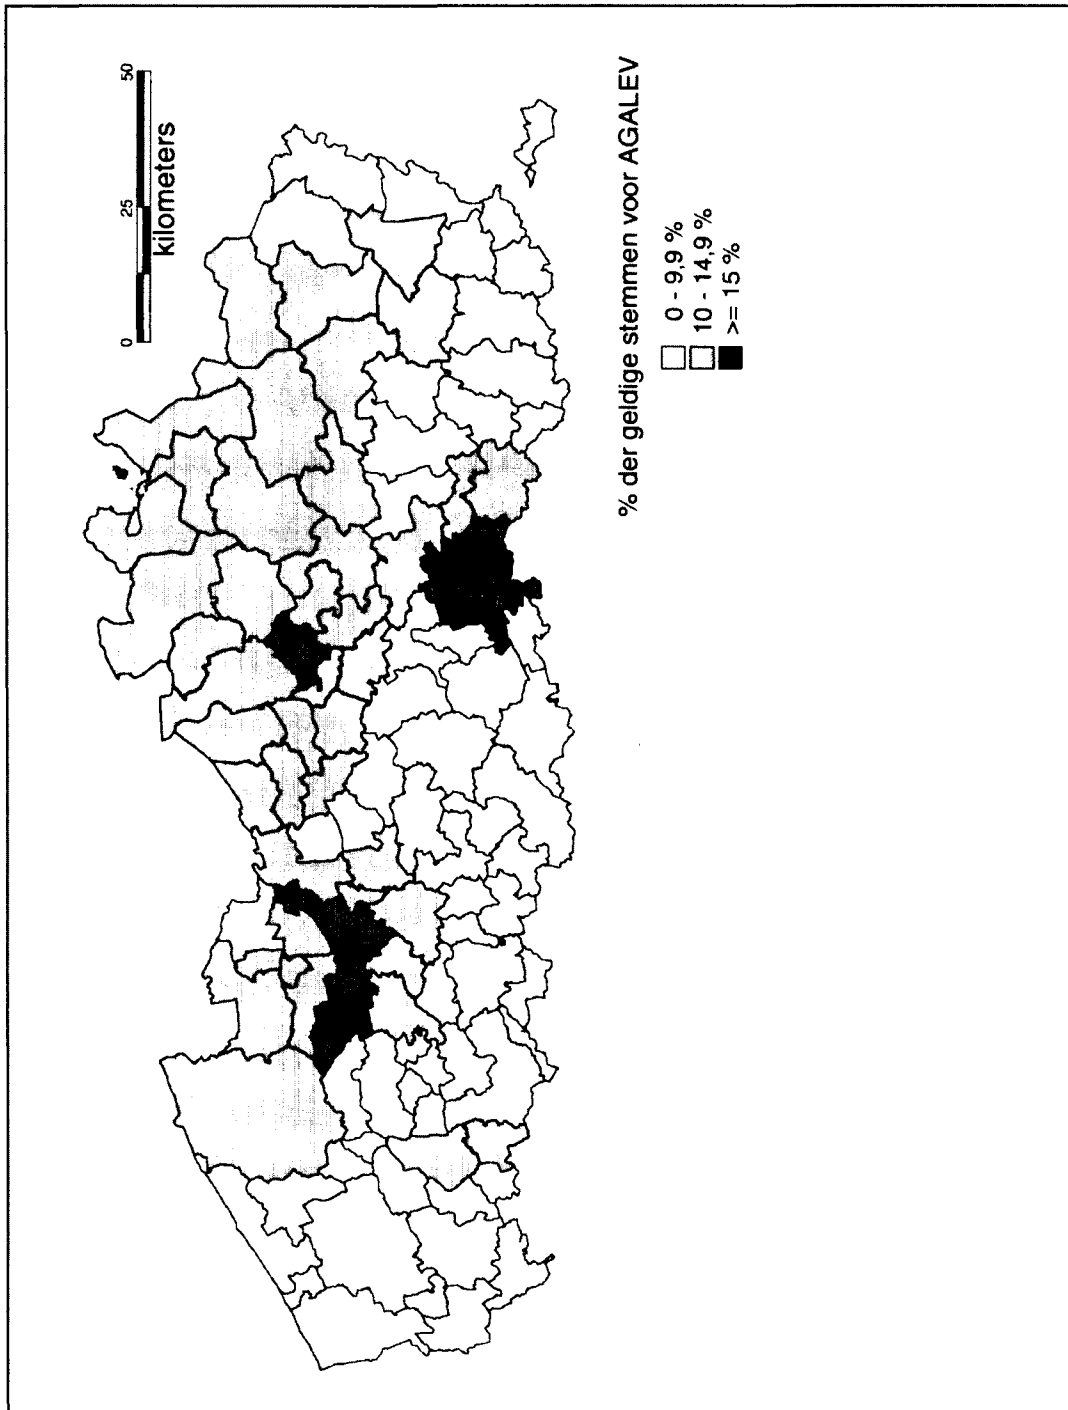 0 25 50
kilometers
% der geldige stemmen voor AGALEV
0 - 9,9 %
10 - 14,9 %
>= 15 %